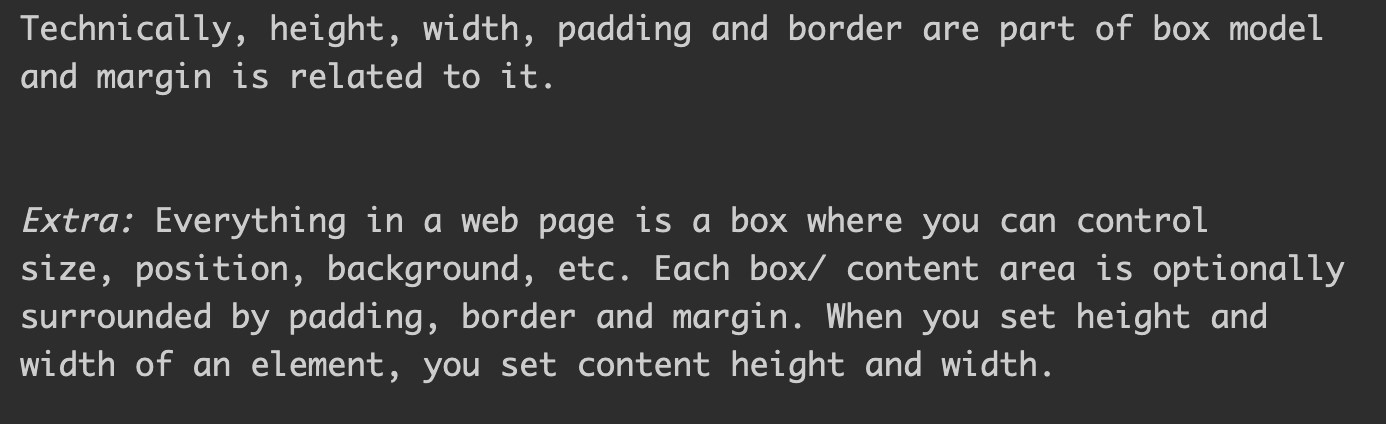 Technically, height, width, padding and border are part of box model
and margin is related to it.
Extra: Everything in a web page is a box where you can control
size, position, background, etc. Each box/ content area is optionally
surrounded by padding, border and margin. When you set height and
width of an element, you set content height and width.